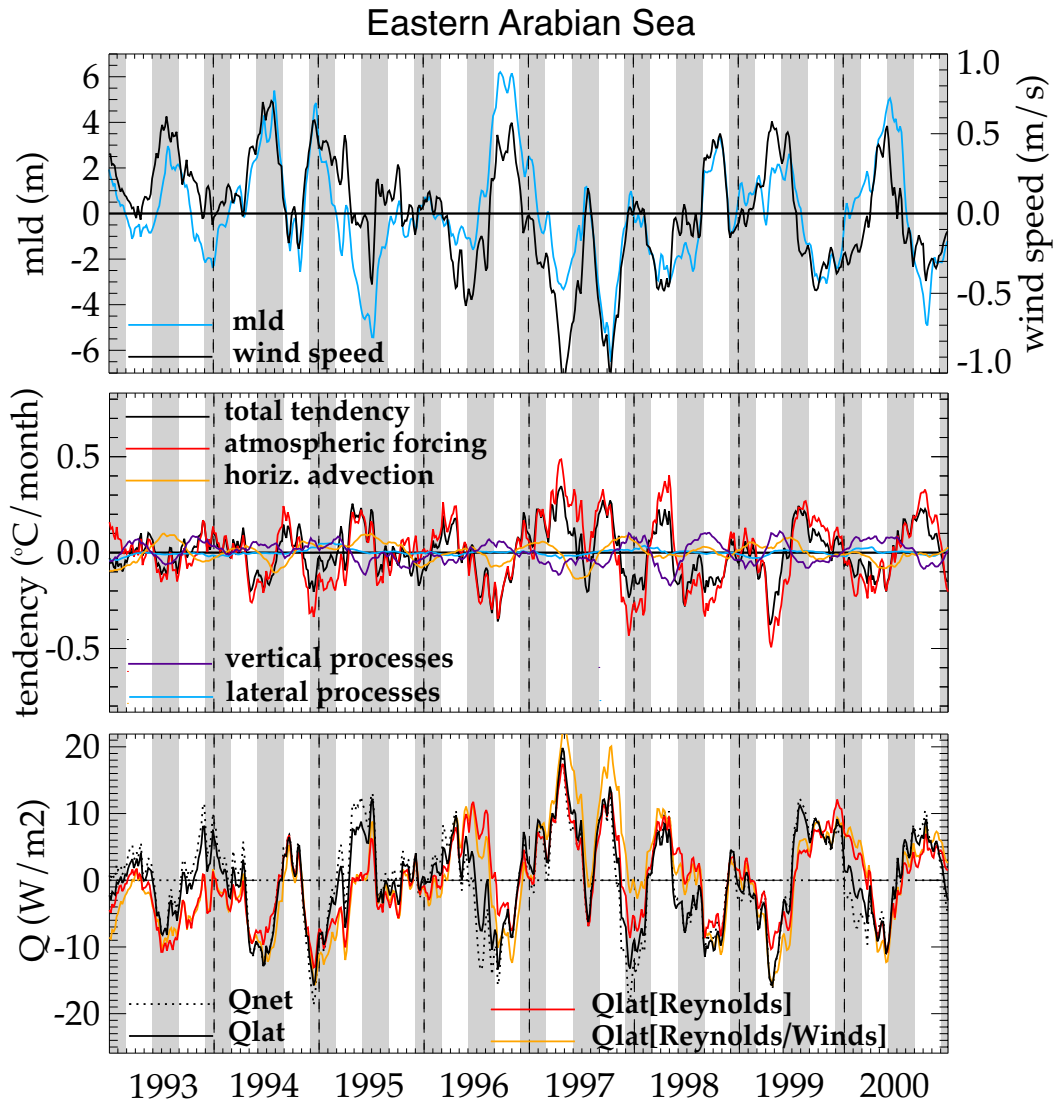 Eastern Arabian Sea
6
4
2
0
-2
-4
-6
mld (m)
1.0
0.5
0.0
-0.5
-1.0
wind speed (m/s)
mld
wind speed
0.5
0.0
-0.5
tendency (°C/month)
total tendency
atmospheric forcing
horiz. advection
vertical processes
lateral processes
20
10
0
-10
-20
Q (W/m2)
Qnet
Qlat
Qlat[Reynolds]
Qlat[Reynolds/Winds]
1993 1994 1995 1996 1997 1998 1999 2000